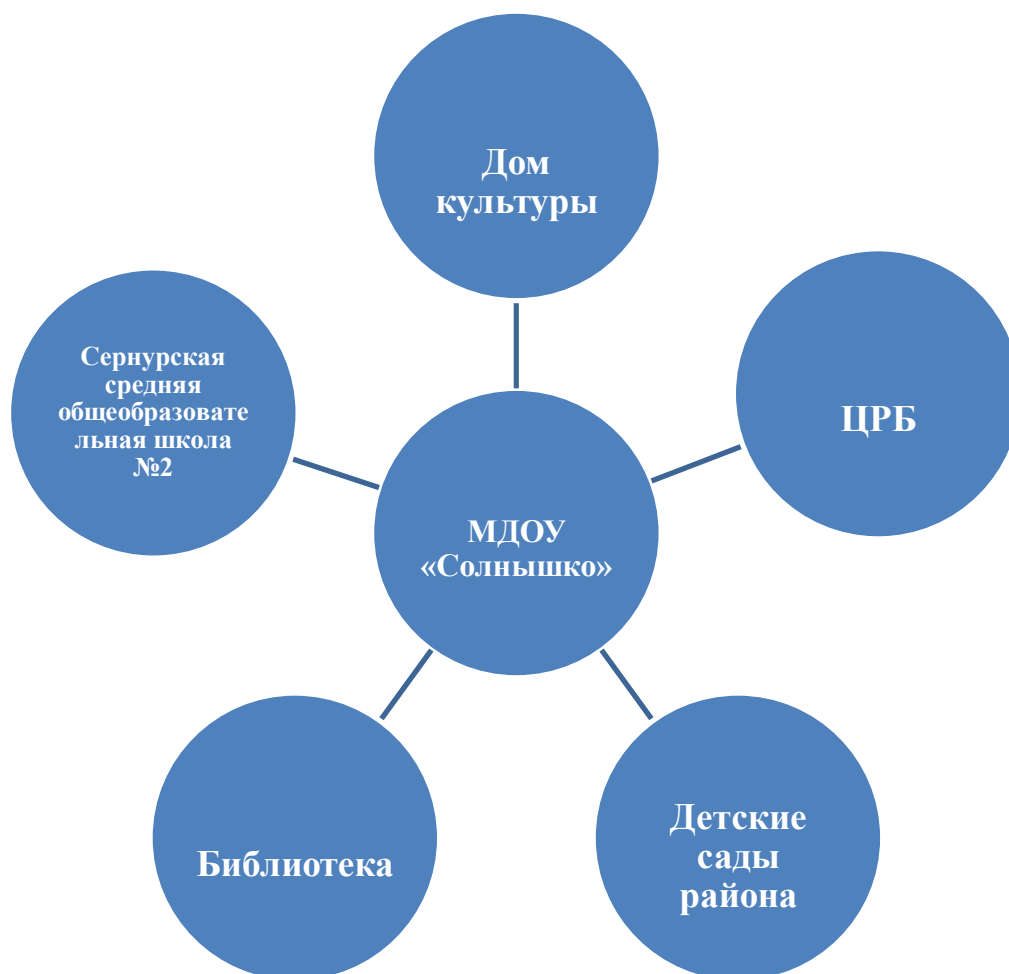 Дом
культуры
Сернурская
средняя
общеобразовате
льная школа
№2
ЦРБ
МДОУ
«Солнышко»
Библиотека
Детские
сады
района